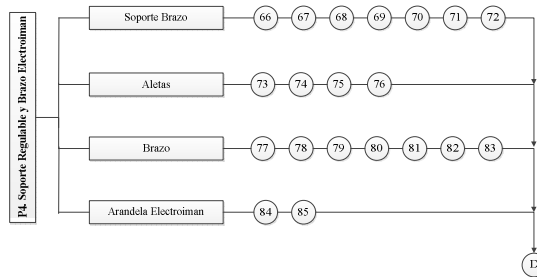 P4. Soporte Regulable y Brazo Electroiman
Soporte Brazo 66 67 68 69 70 71 72
Aletas 73 74 75 76
Brazo 77 78 79 80 81 82 83
Arandela Electroiman 84 85
D